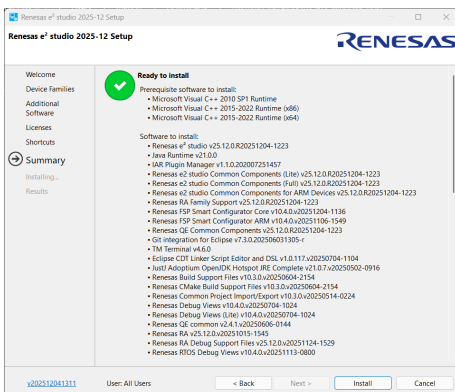 Renesas e² studio 2025-12 Setup
Renesas e² studio 2025-12 Setup
RENESAS
Welcome
Device Families
Additional
Software
Licenses
Shortcuts
Summary
Installing...
Results
Ready to install
Prerequisite software to install:
• Microsoft Visual C++ 2010 SP1 Runtime
• Microsoft Visual C++ 2015-2022 Runtime (x86)
• Microsoft Visual C++ 2015-2022 Runtime (x64)
Software to install:
• Renesas e² studio v25.12.0.R20251204-1223
• Java Runtime v21.0.0
• IAR Plugin Manager v1.1.0.202007251457
• Renesas e2 studio Common Components (Lite) v25.12.0.R20251204-1223
• Renesas e2 studio Common Components (Full) v25.12.0.R20251204-1223
• Renesas e2 studio Common Components for ARM Devices v25.12.0.R20251204-1223
• Renesas RA Family Support v25.12.0.R20251204-1223
• Renesas FSP Smart Configurator Core v10.4.0.v20251204-1136
• Renesas FSP Smart Configurator ARM v10.4.0.v20251106-1549
• Renesas QE Common Components v25.12.0.R20251204-1223
• Git integration for Eclipse v7.3.0.202506031305-r
• TM Terminal v4.6.0
• Eclipse CDT Linker Script Editor and DSL v1.0.117.v20250704-1104
• JustJ Adoptium OpenJDK Hotspot JRE Complete v21.0.7.v20250502-0916
• Renesas Build Support Files v10.3.0.v20250604-2154
• Renesas CMake Build Support Files v10.3.0.v20250604-2154
• Renesas Common Project Import/Export v10.3.0.v20250514-0224
• Renesas Debug Views v10.4.0.v20250704-1024
• Renesas Debug Views (Lite) v10.4.0.v20250704-1024
• Renesas QE common v2.4.1.v20250606-0144
• Renesas RA v25.12.0.v20251015-1545
• Renesas RA Debug Support Files v25.12.0.v20251124-1529
• Renesas RTOS Debug Views v10.4.0.v20251113-0800
v202512041311
User: All Users
< Back
Next >
Install
Cancel